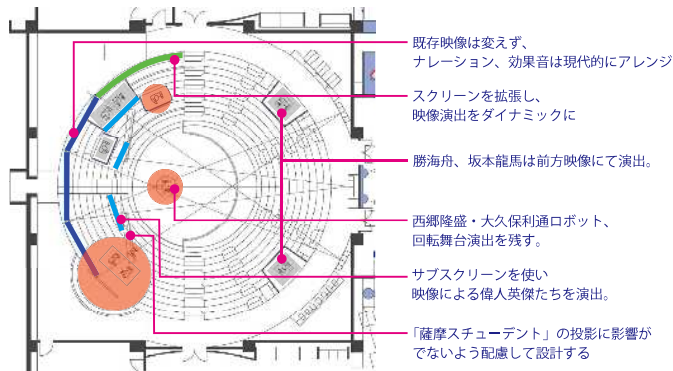 既存映像は変えず、
ナレーション、効果音は現代的にアレンジ
スクリーンを拡張し、
映像演出をダイナミックに
勝海舟、坂本龍馬は前方映像にて演出。
西郷隆盛・大久保利通ロボット、
回転舞台演出を残す。
サブスクリーンを使い
映像による偉人英傑たちを演出。
「薩摩スチューデント」の投影に影響が
でないよう配慮して設計する